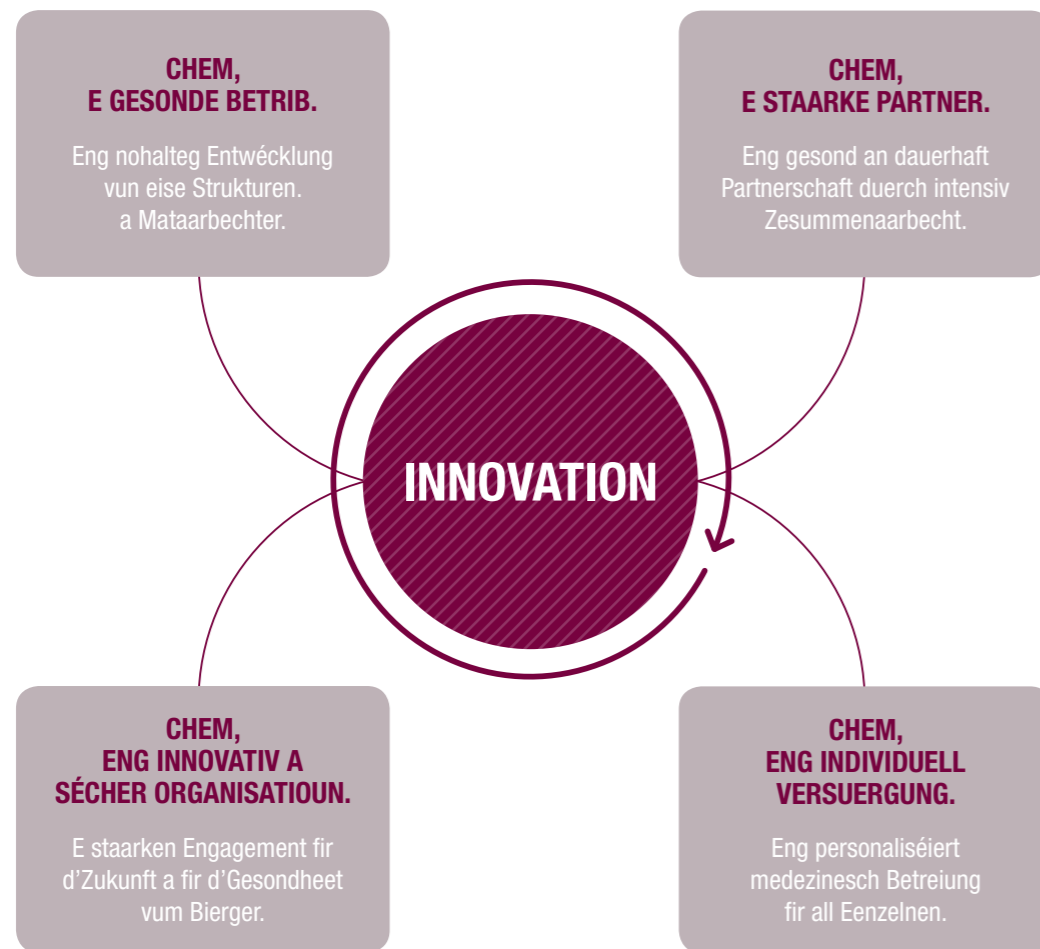 CHEM,
E GESONDE BETRIB.
Eng nohalteg Entwécklung
vun eise Strukturen.
a Mataarbechter.
CHEM,
E STAARKE PARTNER.
Eng gesond an dauerhaft
Partnerschaft duerch intensiv
Zesummenaarbecht.
INNOVATION
CHEM,
ENG INNOVATIV A
SÉCHER ORGANISATIOUN.
E staarken Engagement fir
d’Zukunft a fir d’Gesondheet
vum Bierger.
CHEM,
ENG INDIVIDUELL
VERSUERGUNG.
Eng personaliséiert
medezinesch Betreiung
fir all Eenzelnen.